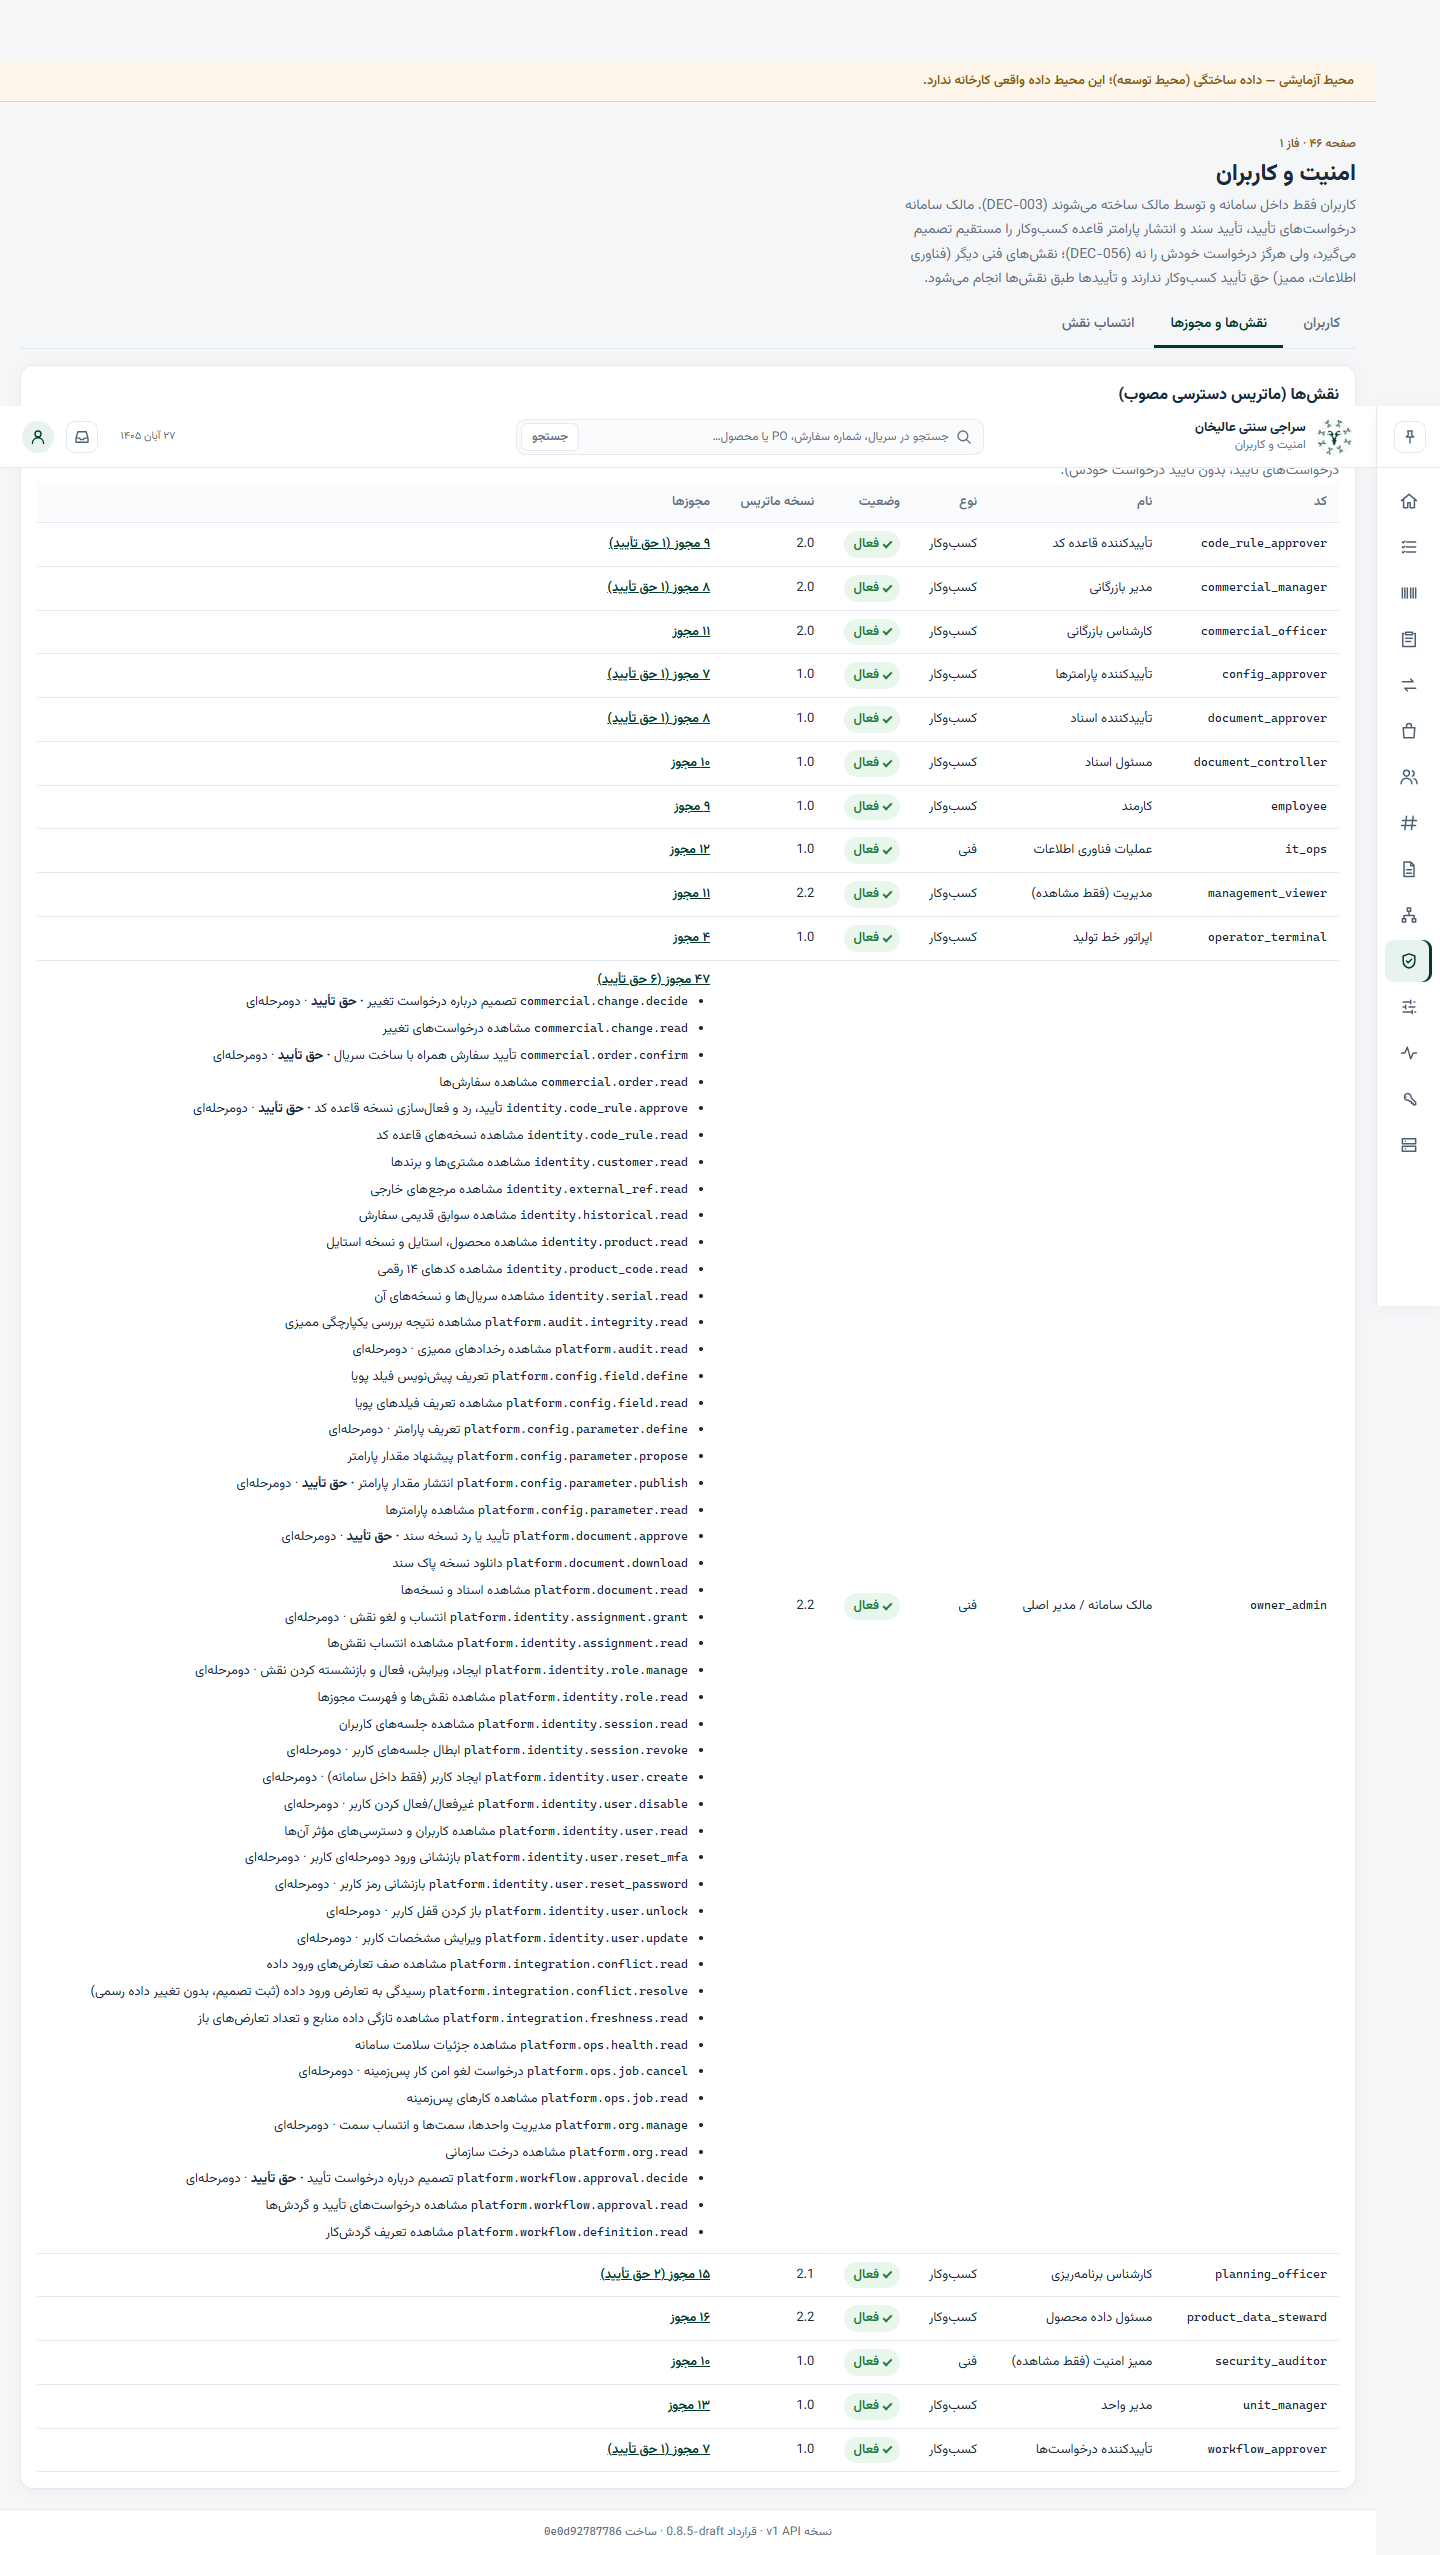 محیط آزمایشی — داده ساختگی (محیط توسعه)؛ این محیط داده واقعی کارخانه ندارد.
صفحه ۴۶ · فاز ۱
امنیت و کاربران
کاربران فقط داخل سامانه و توسط مالک ساخته می‌شوند (DEC-003). مالک سامانه
درخواست‌های تأیید، تأیید سند و انتشار پارامتر قاعده کسب‌وکار را مستقیم تصمیم
می‌گیرد، ولی هرگز درخواست خودش را نه (DEC-056)؛ نقش‌های فنی دیگر (فناوری
اطلاعات، ممیز) حق تأیید کسب‌وکار ندارند و تأییدها طبق نقش‌ها انجام می‌شود.
کاربران
نقش‌ها و مجوزها
انتساب نقش
نقش‌ها (ماتریس دسترسی مصوب)
سراجی سنتی عالیخان
امنیت و کاربران
جستجو در سریال، شماره سفارش، PO یا محصول…
جستجو
۲۷ آبان ۱۴۰۵
درخواست‌های تأیید، بدون تأیید درخواست خودش).
کد نام نوع وضعیت نسخه ماتریس مجوزها
code_rule_approver تأییدکننده قاعده کد کسب‌وکار فعال 2.0 ۹ مجوز (۱ حق تأیید)
commercial_manager مدیر بازرگانی کسب‌وکار فعال 2.0 ۸ مجوز (۱ حق تأیید)
commercial_officer کارشناس بازرگانی کسب‌وکار فعال 2.0 ۱۱ مجوز
config_approver تأییدکننده پارامترها کسب‌وکار فعال 1.0 ۷ مجوز (۱ حق تأیید)
document_approver تأییدکننده اسناد کسب‌وکار فعال 1.0 ۸ مجوز (۱ حق تأیید)
document_controller مسئول اسناد کسب‌وکار فعال 1.0 ۱۰ مجوز
employee کارمند کسب‌وکار فعال 1.0 ۹ مجوز
it_ops عملیات فناوری اطلاعات فنی فعال 1.0 ۱۲ مجوز
management_viewer مدیریت (فقط مشاهده) کسب‌وکار فعال 2.2 ۱۱ مجوز
operator_terminal اپراتور خط تولید کسب‌وکار فعال 1.0 ۴ مجوز
owner_admin مالک سامانه / مدیر اصلی فنی فعال 2.2 ۴۷ مجوز (۶ حق تأیید)
commercial.change.decide تصمیم درباره درخواست تغییر · حق تأیید · دومرحله‌ای
commercial.change.read مشاهده درخواست‌های تغییر
commercial.order.confirm تأیید سفارش همراه با ساخت سریال · حق تأیید · دومرحله‌ای
commercial.order.read مشاهده سفارش‌ها
identity.code_rule.approve تأیید، رد و فعال‌سازی نسخه قاعده کد · حق تأیید · دومرحله‌ای
identity.code_rule.read مشاهده نسخه‌های قاعده کد
identity.customer.read مشاهده مشتری‌ها و برندها
identity.external_ref.read مشاهده مرجع‌های خارجی
identity.historical.read مشاهده سوابق قدیمی سفارش
identity.product.read مشاهده محصول، استایل و نسخه استایل
identity.product_code.read مشاهده کدهای ۱۴ رقمی
identity.serial.read مشاهده سریال‌ها و نسخه‌های آن
platform.audit.integrity.read مشاهده نتیجه بررسی یکپارچگی ممیزی
platform.audit.read مشاهده رخدادهای ممیزی · دومرحله‌ای
platform.config.field.define تعریف پیش‌نویس فیلد پویا
platform.config.field.read مشاهده تعریف فیلدهای پویا
platform.config.parameter.define تعریف پارامتر · دومرحله‌ای
platform.config.parameter.propose پیشنهاد مقدار پارامتر
platform.config.parameter.publish انتشار مقدار پارامتر · حق تأیید · دومرحله‌ای
platform.config.parameter.read مشاهده پارامترها
platform.document.approve تأیید یا رد نسخه سند · حق تأیید · دومرحله‌ای
platform.document.download دانلود نسخه پاک سند
platform.document.read مشاهده اسناد و نسخه‌ها
platform.identity.assignment.grant انتساب و لغو نقش · دومرحله‌ای
platform.identity.assignment.read مشاهده انتساب نقش‌ها
platform.identity.role.manage ایجاد، ویرایش، فعال و بازنشسته کردن نقش · دومرحله‌ای
platform.identity.role.read مشاهده نقش‌ها و فهرست مجوزها
platform.identity.session.read مشاهده جلسه‌های کاربران
platform.identity.session.revoke ابطال جلسه‌های کاربر · دومرحله‌ای
platform.identity.user.create ایجاد کاربر (فقط داخل سامانه) · دومرحله‌ای
platform.identity.user.disable غیرفعال/فعال کردن کاربر · دومرحله‌ای
platform.identity.user.read مشاهده کاربران و دسترسی‌های مؤثر آن‌ها
platform.identity.user.reset_mfa بازنشانی ورود دومرحله‌ای کاربر · دومرحله‌ای
platform.identity.user.reset_password بازنشانی رمز کاربر · دومرحله‌ای
platform.identity.user.unlock باز کردن قفل کاربر · دومرحله‌ای
platform.identity.user.update ویرایش مشخصات کاربر · دومرحله‌ای
platform.integration.conflict.read مشاهده صف تعارض‌های ورود داده
platform.integration.conflict.resolve رسیدگی به تعارض ورود داده (ثبت تصمیم، بدون تغییر داده رسمی)
platform.integration.freshness.read مشاهده تازگی داده منابع و تعداد تعارض‌های باز
platform.ops.health.read مشاهده جزئیات سلامت سامانه
platform.ops.job.cancel درخواست لغو امن کار پس‌زمینه · دومرحله‌ای
platform.ops.job.read مشاهده کارهای پس‌زمینه
platform.org.manage مدیریت واحدها، سمت‌ها و انتساب سمت · دومرحله‌ای
platform.org.read مشاهده درخت سازمانی
platform.workflow.approval.decide تصمیم درباره درخواست تأیید · حق تأیید · دومرحله‌ای
platform.workflow.approval.read مشاهده درخواست‌های تأیید و گردش‌ها
platform.workflow.definition.read مشاهده تعریف گردش‌کار
planning_officer کارشناس برنامه‌ریزی کسب‌وکار فعال 2.1 ۱۵ مجوز (۲ حق تأیید)
product_data_steward مسئول داده محصول کسب‌وکار فعال 2.2 ۱۶ مجوز
security_auditor ممیز امنیت (فقط مشاهده) فنی فعال 1.0 ۱۰ مجوز
unit_manager مدیر واحد کسب‌وکار فعال 1.0 ۱۳ مجوز
workflow_approver تأییدکننده درخواست‌ها کسب‌وکار فعال 1.0 ۷ مجوز (۱ حق تأیید)
نسخه v1 API · قرارداد 0.8.5-draft · ساخت 0e0d92787786